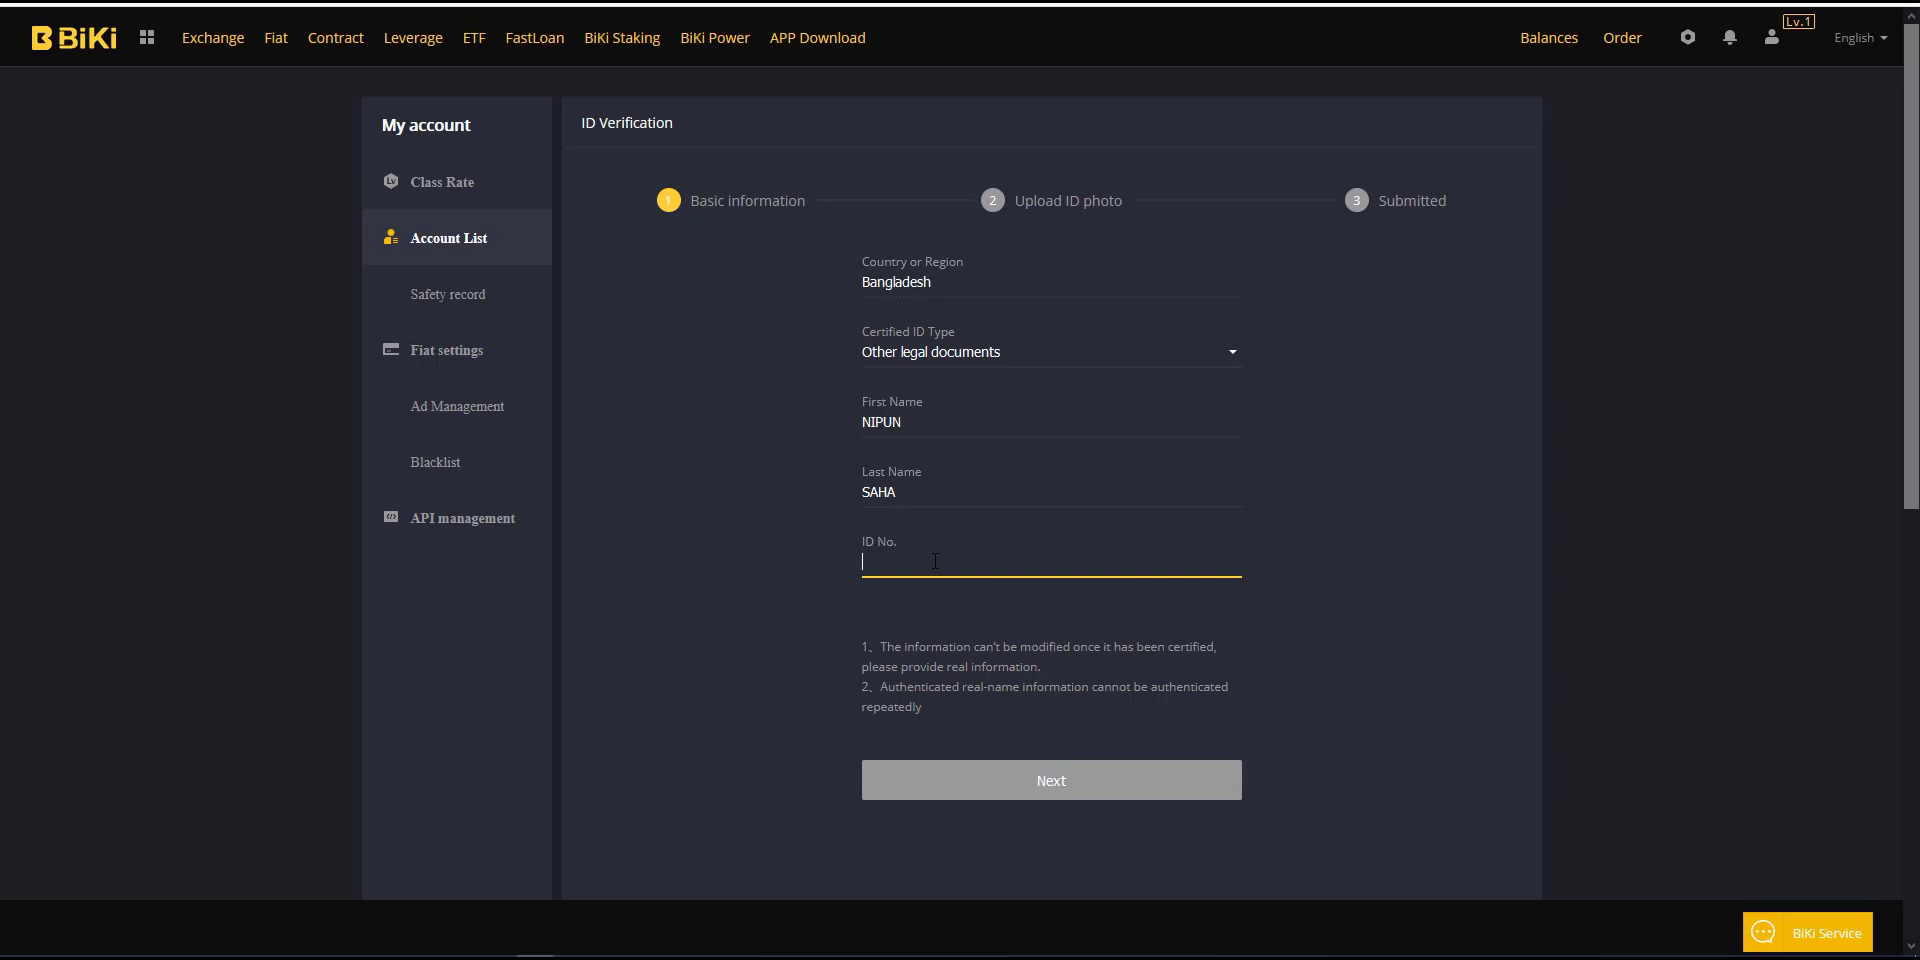 BiKi Exchange Fiat Contract Leverage ETF FastLoan BiKi Staking BiKi Power APP Download Balances Order Lv.1 English
My account
Class Rate
Account List
Safety record
Fiat settings
Ad Management
Blacklist
API management
ID Verification
1 Basic information 2 Upload ID photo 3 Submitted
Country or Region
Bangladesh
Certified ID Type
Other legal documents
First Name
NIPUN
Last Name
SAHA
ID No.
1、The information can't be modified once it has been certified,
please provide real information.
2、Authenticated real-name information cannot be authenticated
repeatedly
Next
BiKi Service